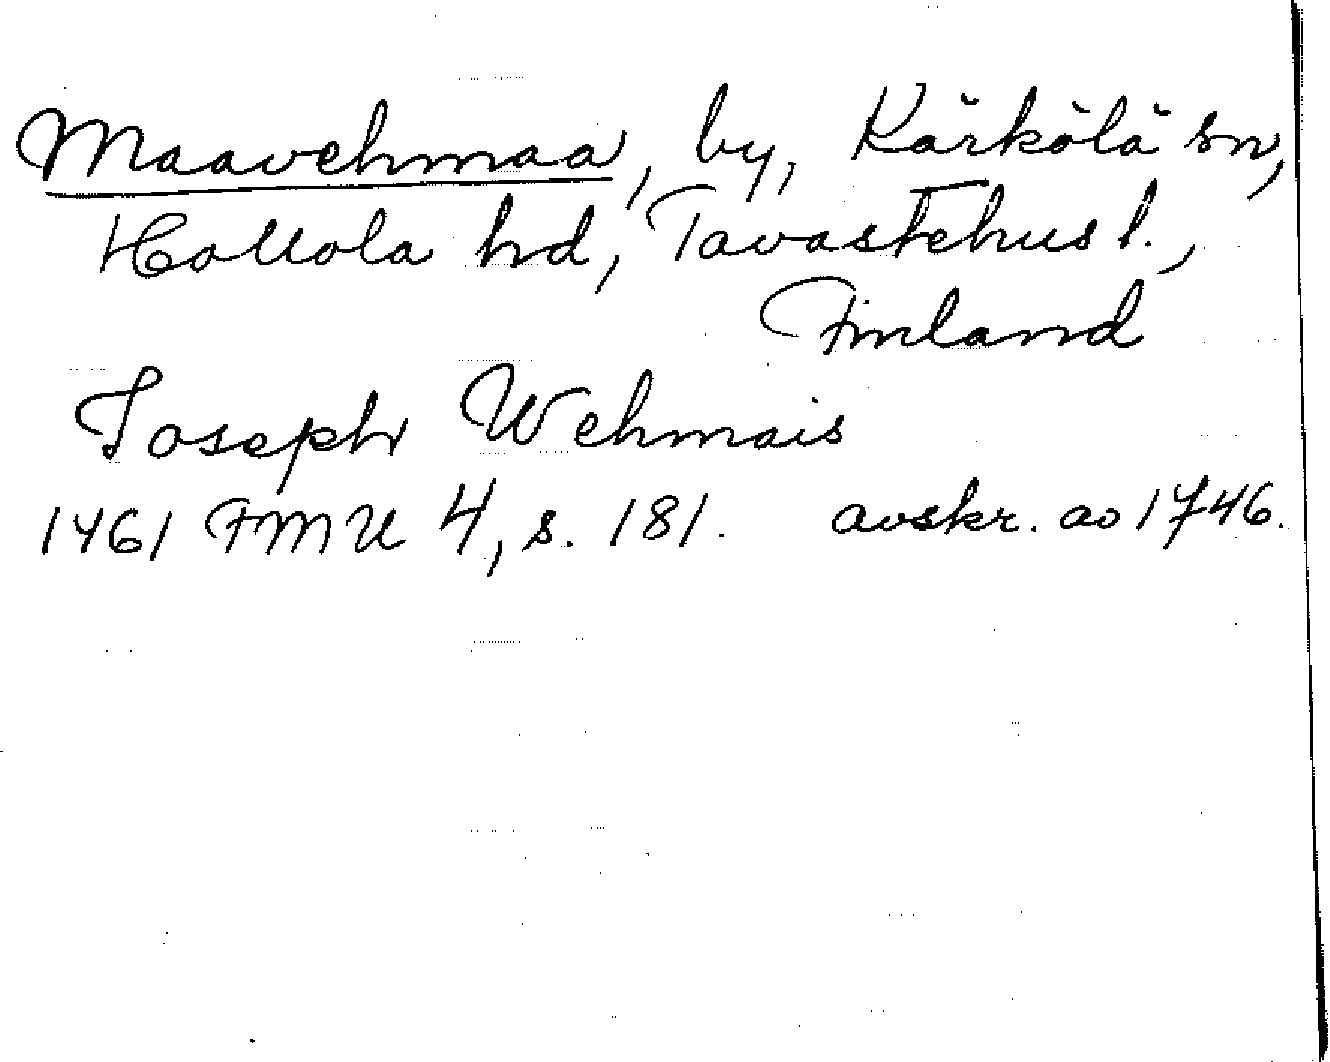 Maavehmaa, by, Kärkölä sn,
Hollola hd, Tavastehus l.,
Finland
Joseph Wehmais
1461 FMU 4, s. 181. avskr. ao 1746.